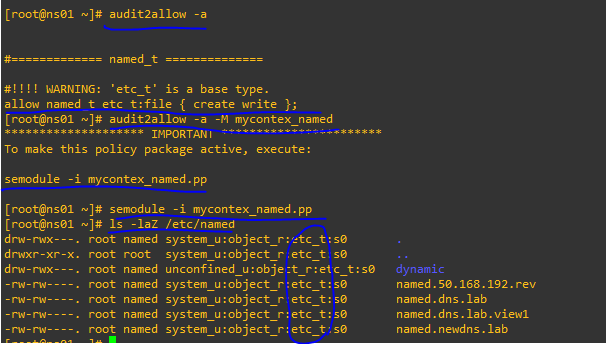 [root@ns01 ~]# audit2allow -a
#============= named_t ==============
#!!!! WARNING: 'etc_t' is a base type.
allow named_t etc_t:file { create write };
[root@ns01 ~]# audit2allow -a -M mycontex_named
******************** IMPORTANT ***********************
To make this policy package active, execute:
semodule -i mycontex_named.pp
[root@ns01 ~]# semodule -i mycontex_named.pp
[root@ns01 ~]# ls -laZ /etc/named
drw-rwx---. root named system_u:object_r:etc_t:s0 .
drwxr-xr-x. root root system_u:object_r:etc_t:s0 ..
drw-rwx---. root named unconfined_u:object_r:etc_t:s0 dynamic
-rw-rw----. root named system_u:object_r:etc_t:s0 named.50.168.192.rev
-rw-rw----. root named system_u:object_r:etc_t:s0 named.dns.lab
-rw-rw----. root named system_u:object_r:etc_t:s0 named.dns.lab.view1
-rw-rw----. root named system_u:object_r:etc_t:s0 named.newdns.lab
[root@ns01 ~]#